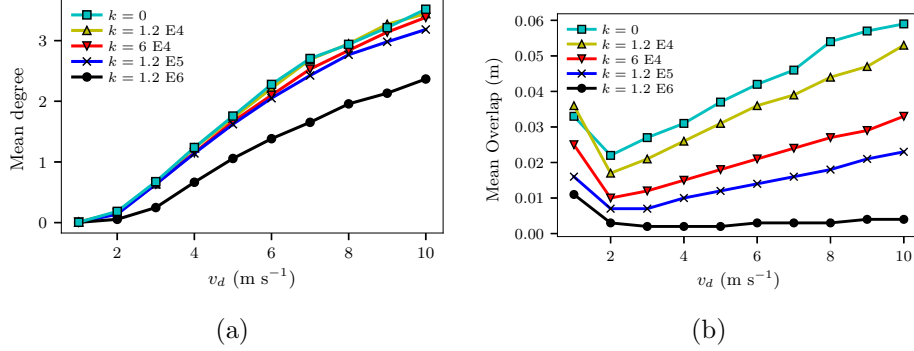 k = 0
k = 1.2 E4
k = 6 E4
k = 1.2 E5
k = 1.2 E6
Mean degree
3
2
1
0
2 4 6 8 10
v_d (m s⁻¹)
(a)
k = 0
k = 1.2 E4
k = 6 E4
k = 1.2 E5
k = 1.2 E6
Mean Overlap (m)
0.06
0.05
0.04
0.03
0.02
0.01
0.00
2 4 6 8 10
v_d (m s⁻¹)
(b)